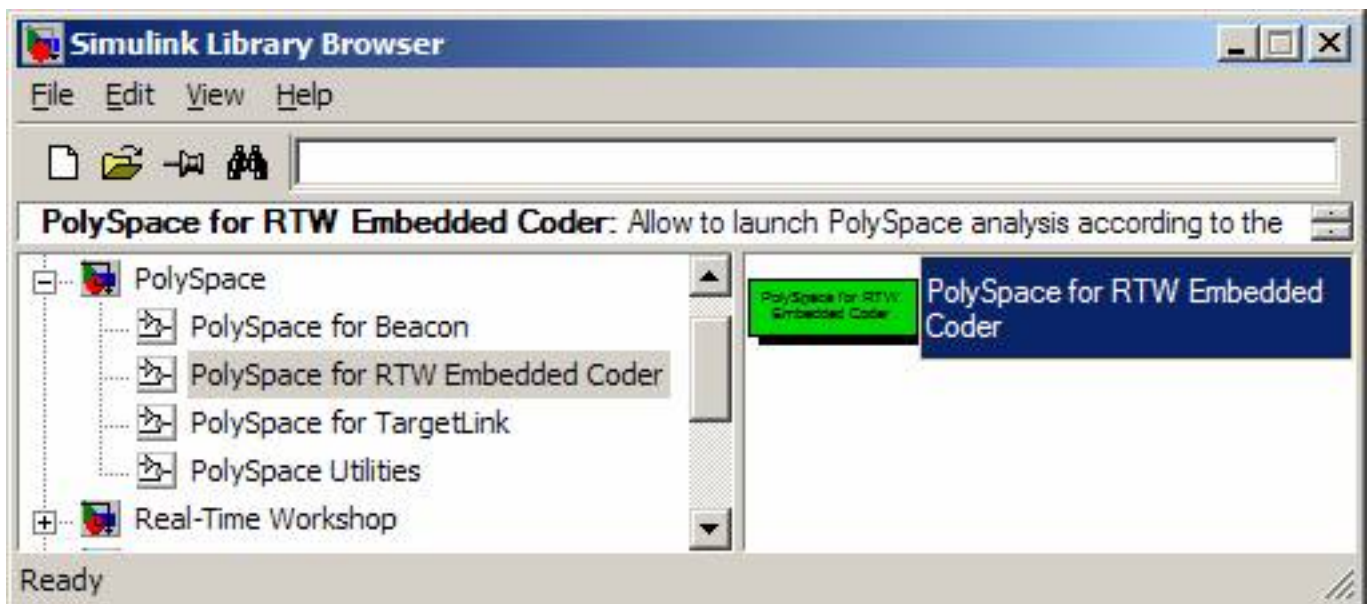 Simulink Library Browser
File Edit View Help
PolySpace for RTW Embedded Coder: Allow to launch PolySpace analysis according to the
PolySpace
PolySpace for Beacon
PolySpace for RTW Embedded Coder
PolySpace for TargetLink
PolySpace Utilities
Real-Time Workshop
PolySpace for RTW
Embedded Coder
PolySpace for RTW Embedded
Coder
Ready